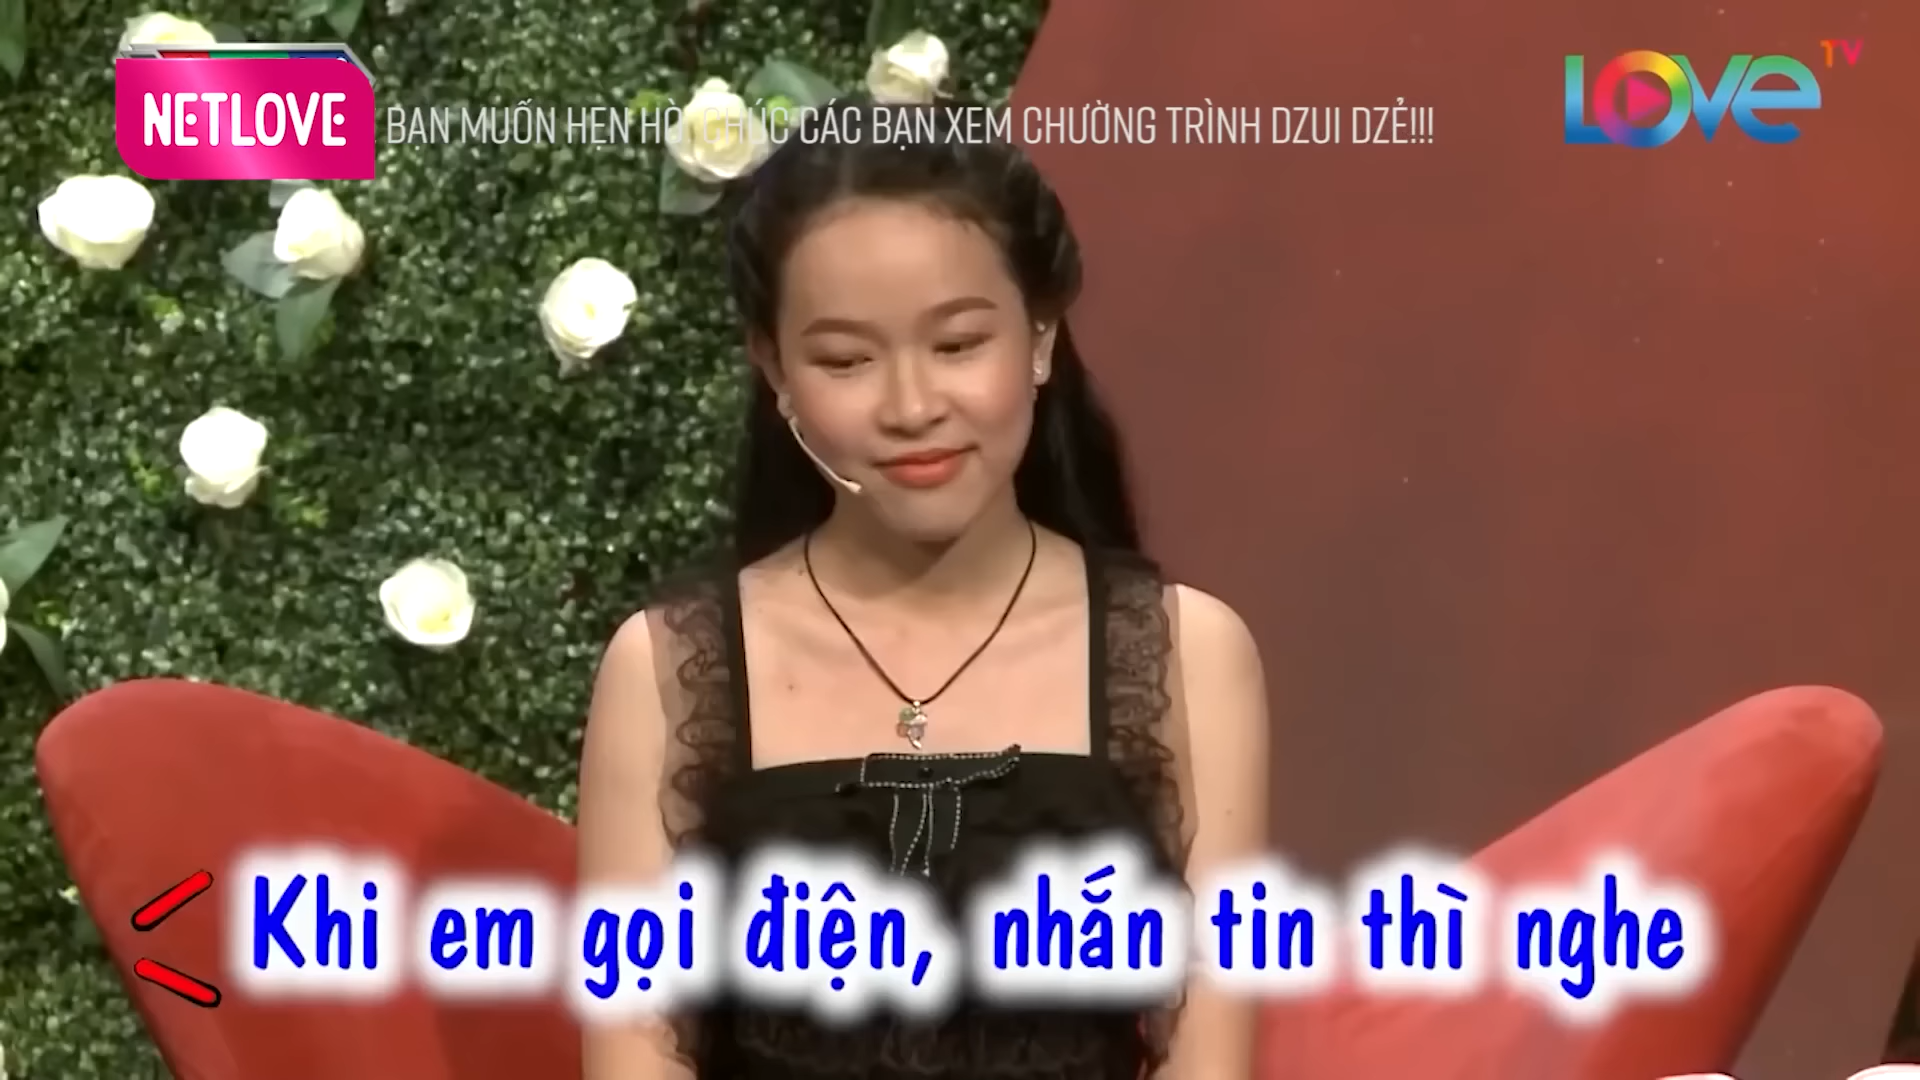 NETLOVE
BẠN MUỐN HẸN HÒ, CHÚC CÁC BẠN XEM CHƯƠNG TRÌNH DZUI DZẺ!!!
LOVE TV
Khi em gọi điện, nhắn tin thì nghe